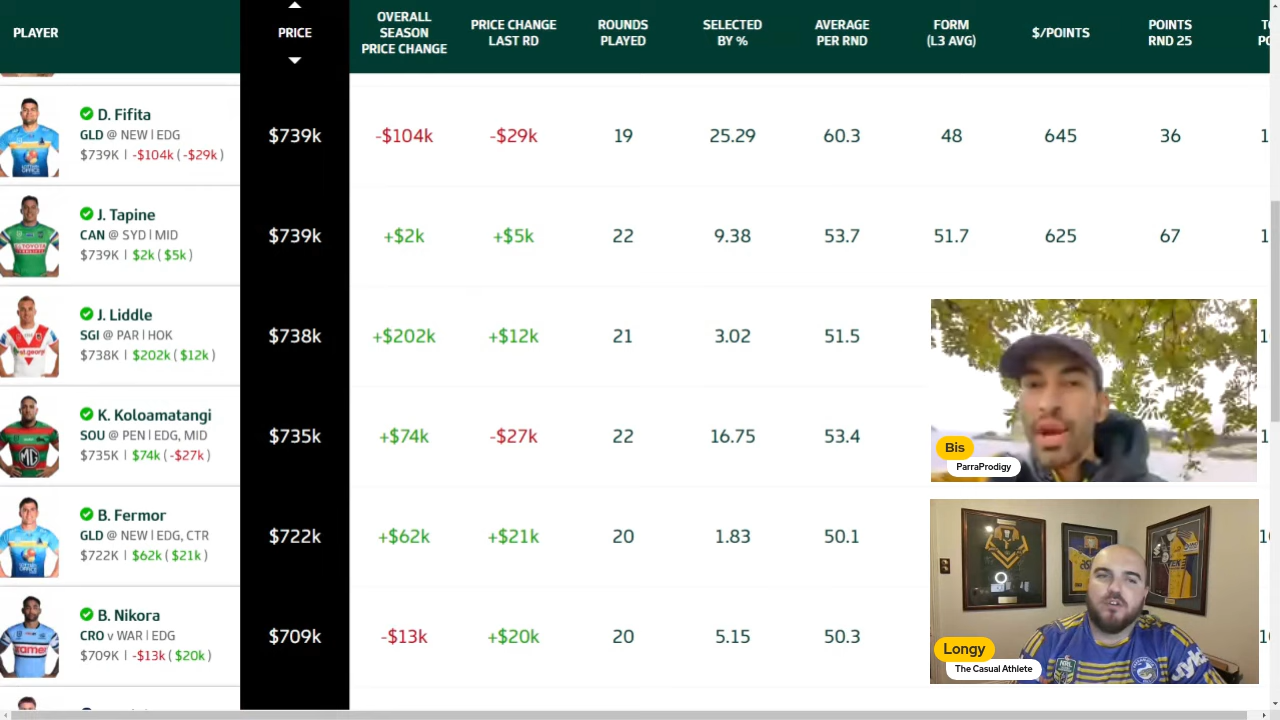 PLAYER
PRICE
OVERALL
SEASON
PRICE CHANGE
PRICE CHANGE
LAST RD
ROUNDS
PLAYED
SELECTED
BY %
AVERAGE
PER RND
FORM
(L3 AVG)
$/POINTS
POINTS
RND 25
D. Fifita
GLD @ NEW | EDG
$739K | -$104k ( -$29k )
$739k
-$104k
-$29k
19
25.29
60.3
48
645
36
J. Tapine
CAN @ SYD | MID
$739K | $2k ( $5k )
$739k
+$2k
+$5k
22
9.38
53.7
51.7
625
67
J. Liddle
SGI @ PAR | HOK
$738K | $202k ( $12k )
$738k
+$202k
+$12k
21
3.02
51.5
K. Koloamatangi
SOU @ PEN | EDG, MID
$735K | $74k ( -$27k )
$735k
+$74k
-$27k
22
16.75
53.4
B. Fermor
GLD @ NEW | EDG, CTR
$722K | $62k ( $21k )
$722k
+$62k
+$21k
20
1.83
50.1
B. Nikora
CRO v WAR | EDG
$709K | -$13k ( $20k )
$709k
-$13k
+$20k
20
5.15
50.3
Bis
ParraProdigy
Longy
The Casual Athlete